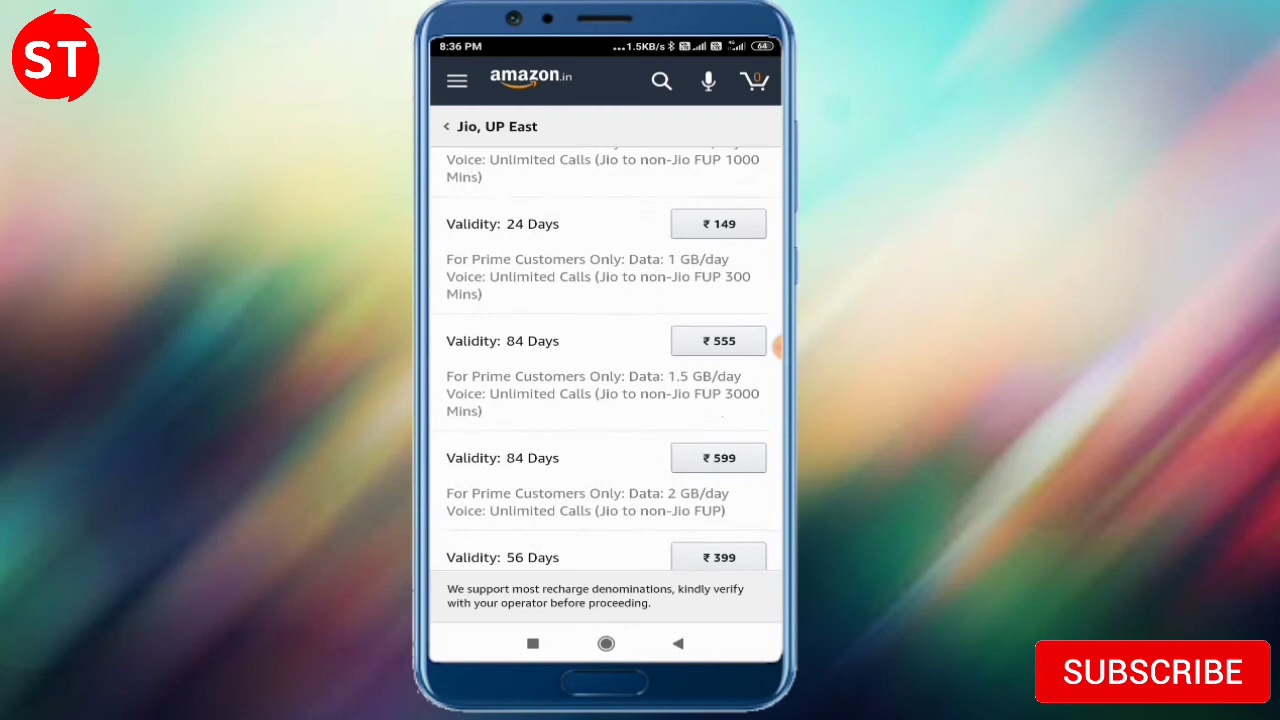 ST
8:36 PM
...1.5KB/s
64
amazon.in
0
< Jio, UP East
Voice: Unlimited Calls (Jio to non-Jio FUP 1000
Mins)
Validity: 24 Days
₹ 149
For Prime Customers Only: Data: 1 GB/day
Voice: Unlimited Calls (Jio to non-Jio FUP 300
Mins)
Validity: 84 Days
₹ 555
For Prime Customers Only: Data: 1.5 GB/day
Voice: Unlimited Calls (Jio to non-Jio FUP 3000
Mins)
Validity: 84 Days
₹ 599
For Prime Customers Only: Data: 2 GB/day
Voice: Unlimited Calls (Jio to non-Jio FUP)
Validity: 56 Days
₹ 399
We support most recharge denominations, kindly verify
with your operator before proceeding.
SUBSCRIBE